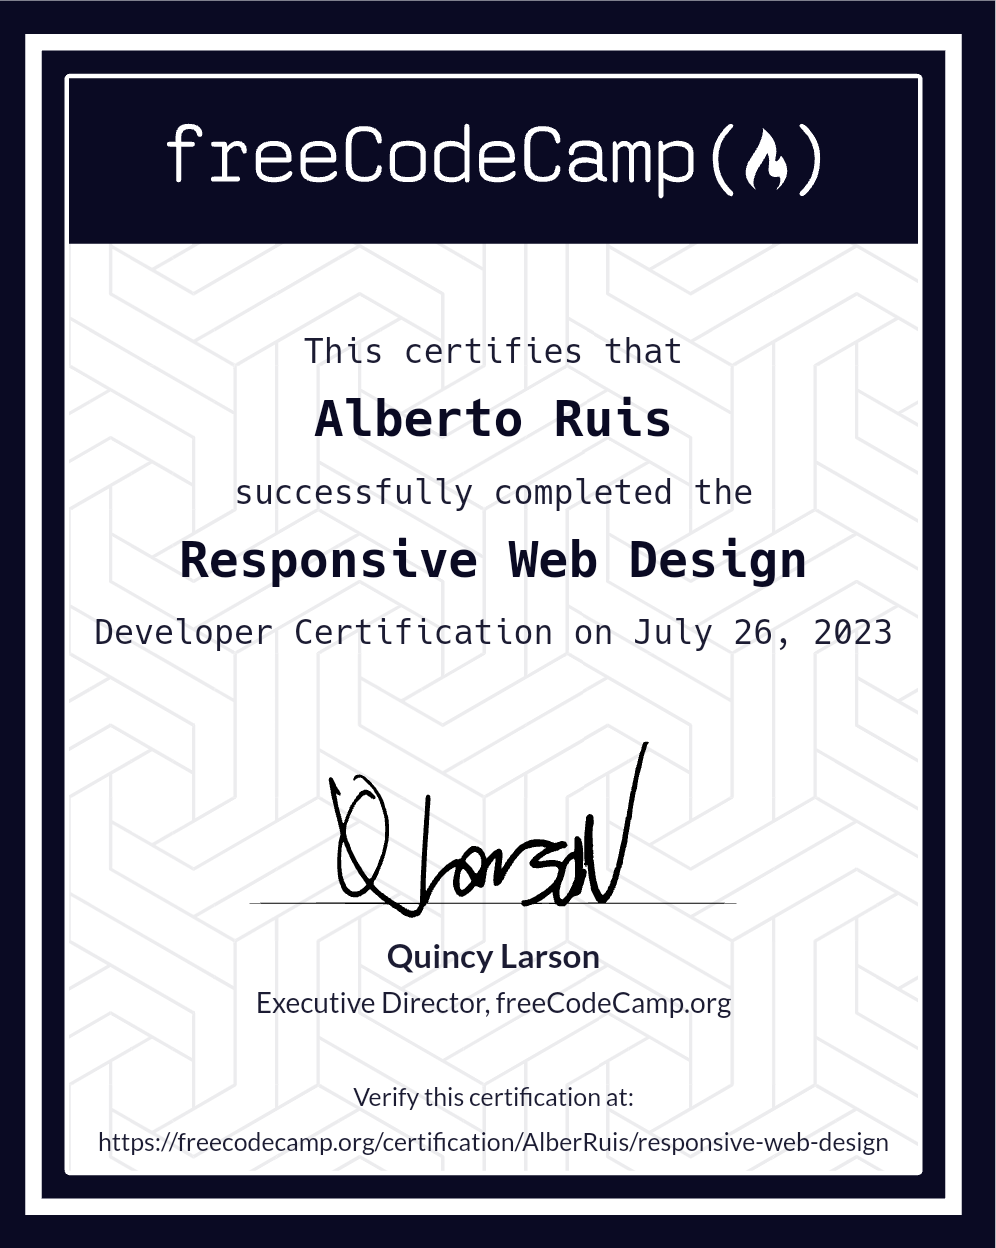 freeCodeCamp(🔥)
This certifies that
Alberto Ruis
successfully completed the
Responsive Web Design
Developer Certification on July 26, 2023
Q Larson
Quincy Larson
Executive Director, freeCodeCamp.org
Verify this certification at:
https://freecodecamp.org/certification/AlberRuis/responsive-web-design